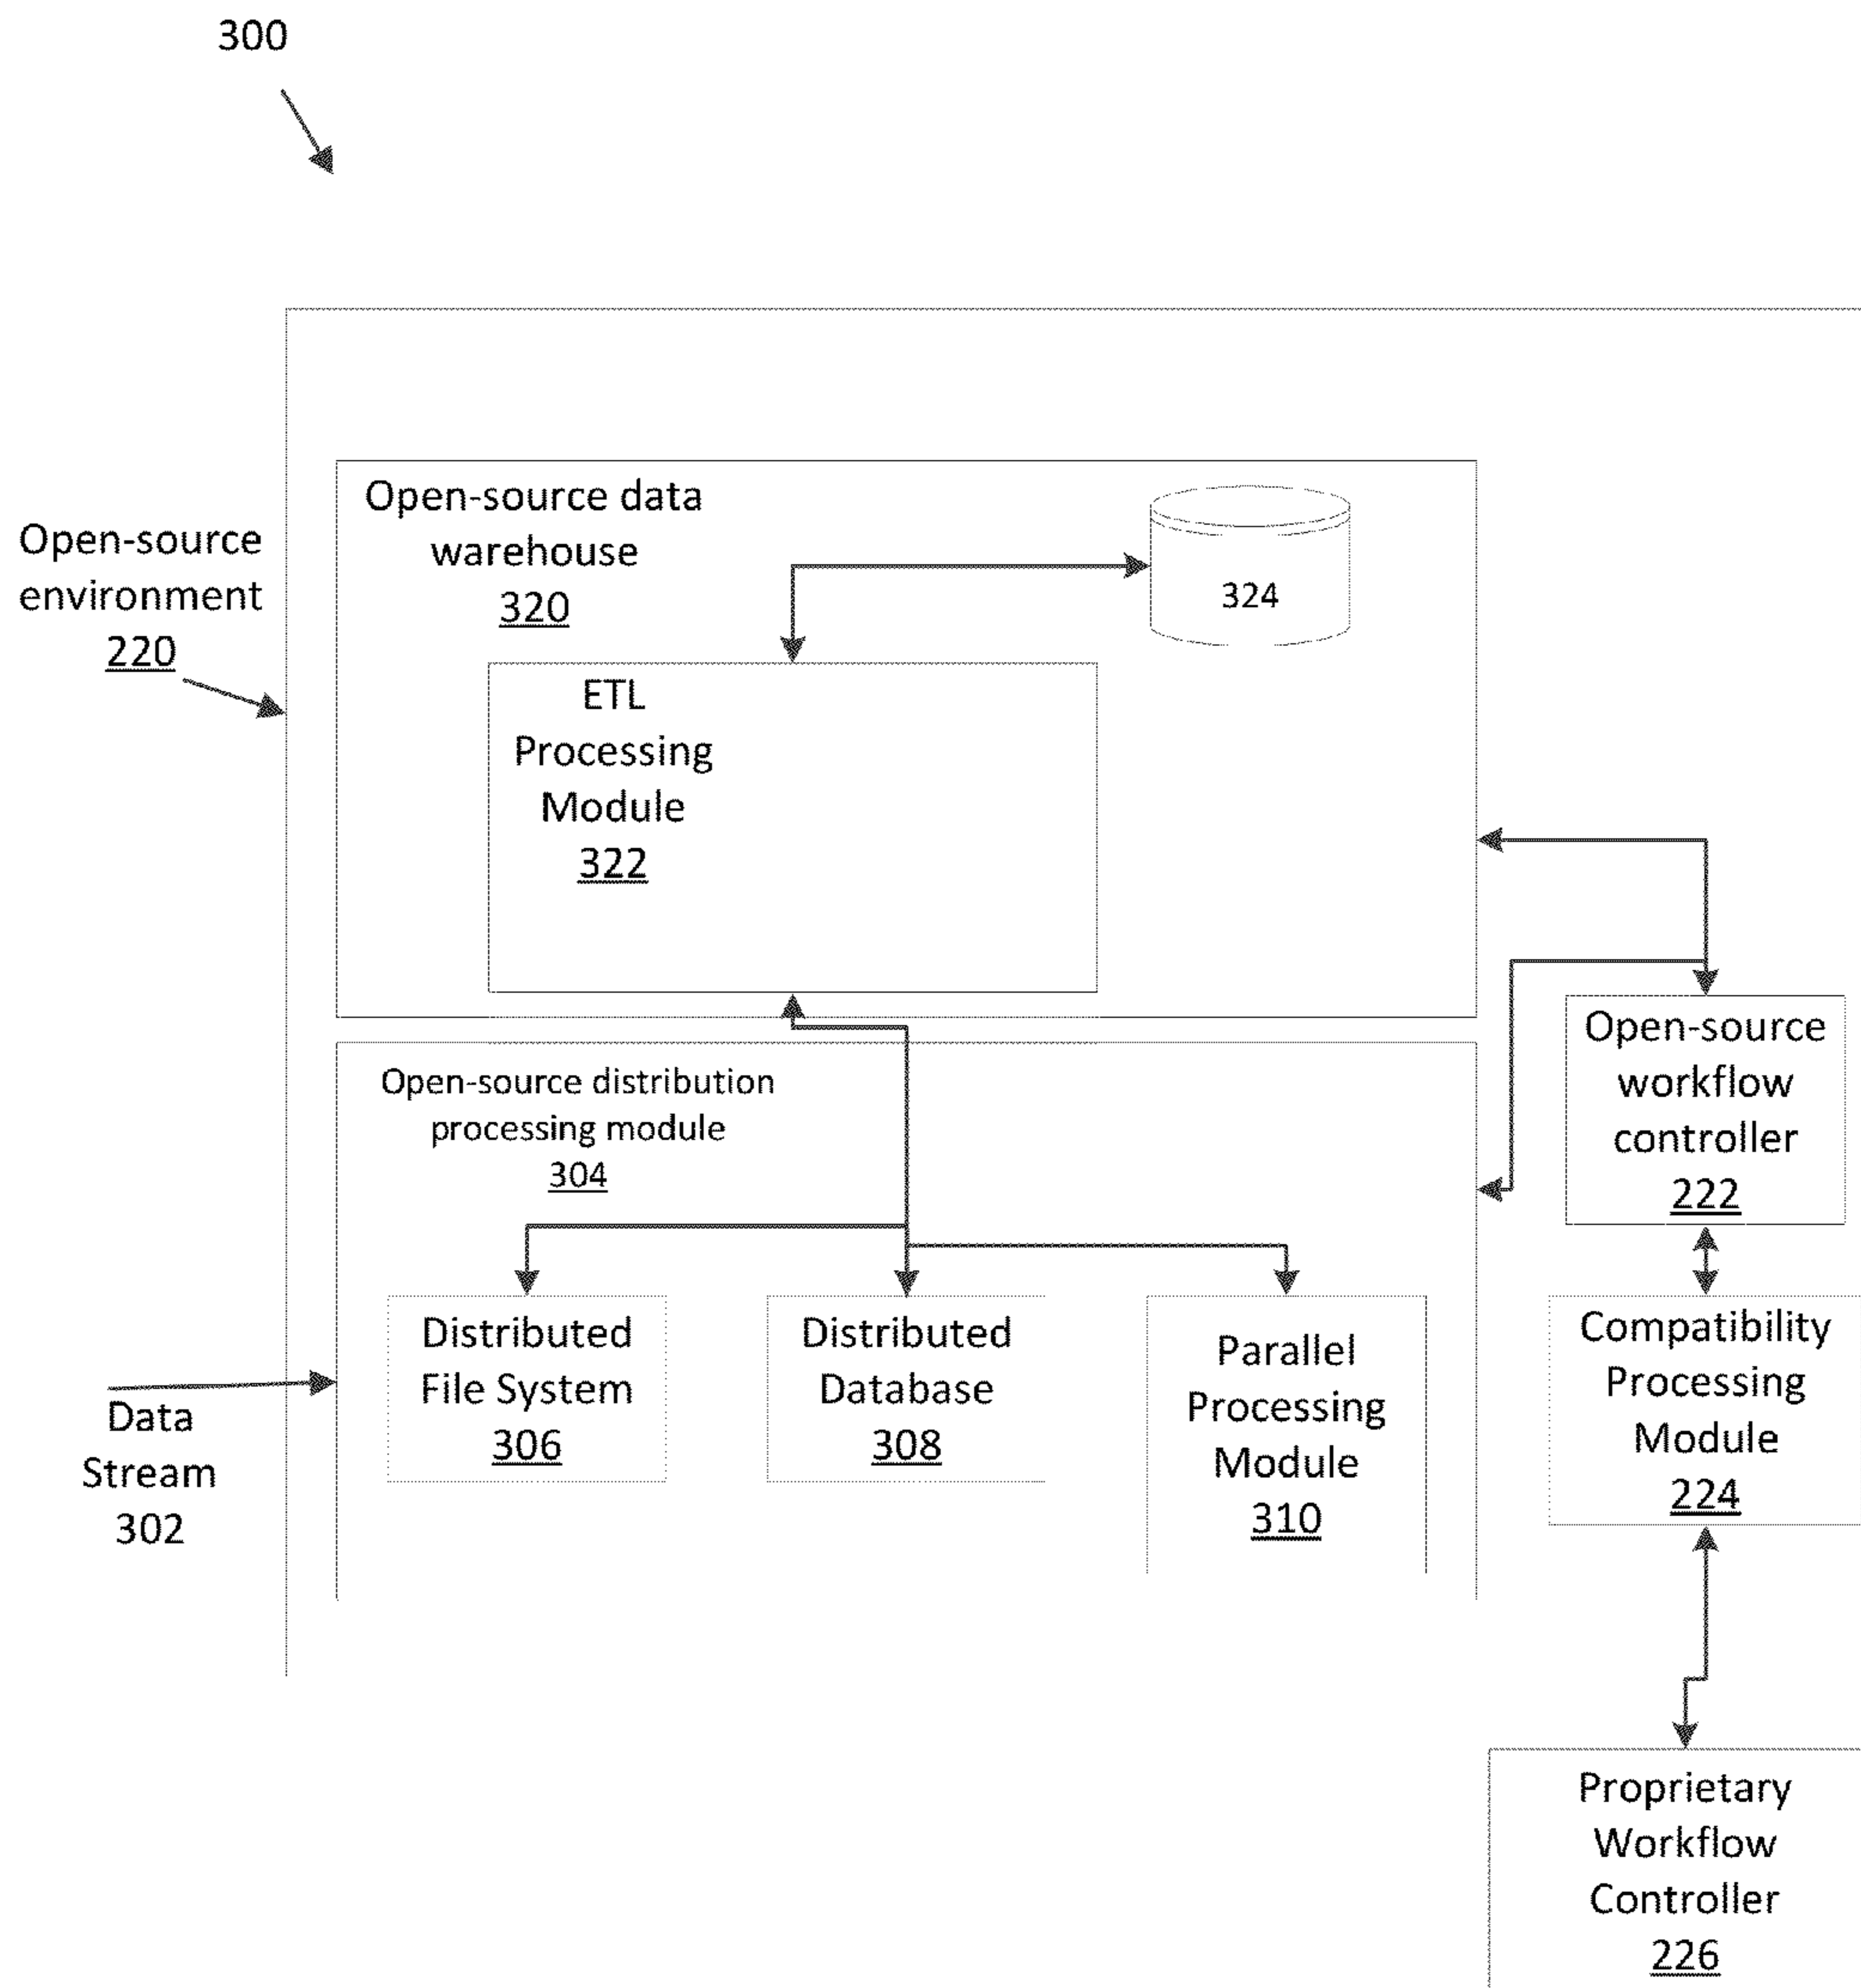 300
Open-source data
warehouse
320
324
Open-source
environment
220
ETL
Processing
Module
322
Open-source distribution
processing module
304
Open-source
workflow
controller
222
Distributed
File System
306
Distributed
Database
308
Parallel
Processing
Module
310
Compatibility
Processing
Module
224
Data
Stream
302
Proprietary
Workflow
Controller
226